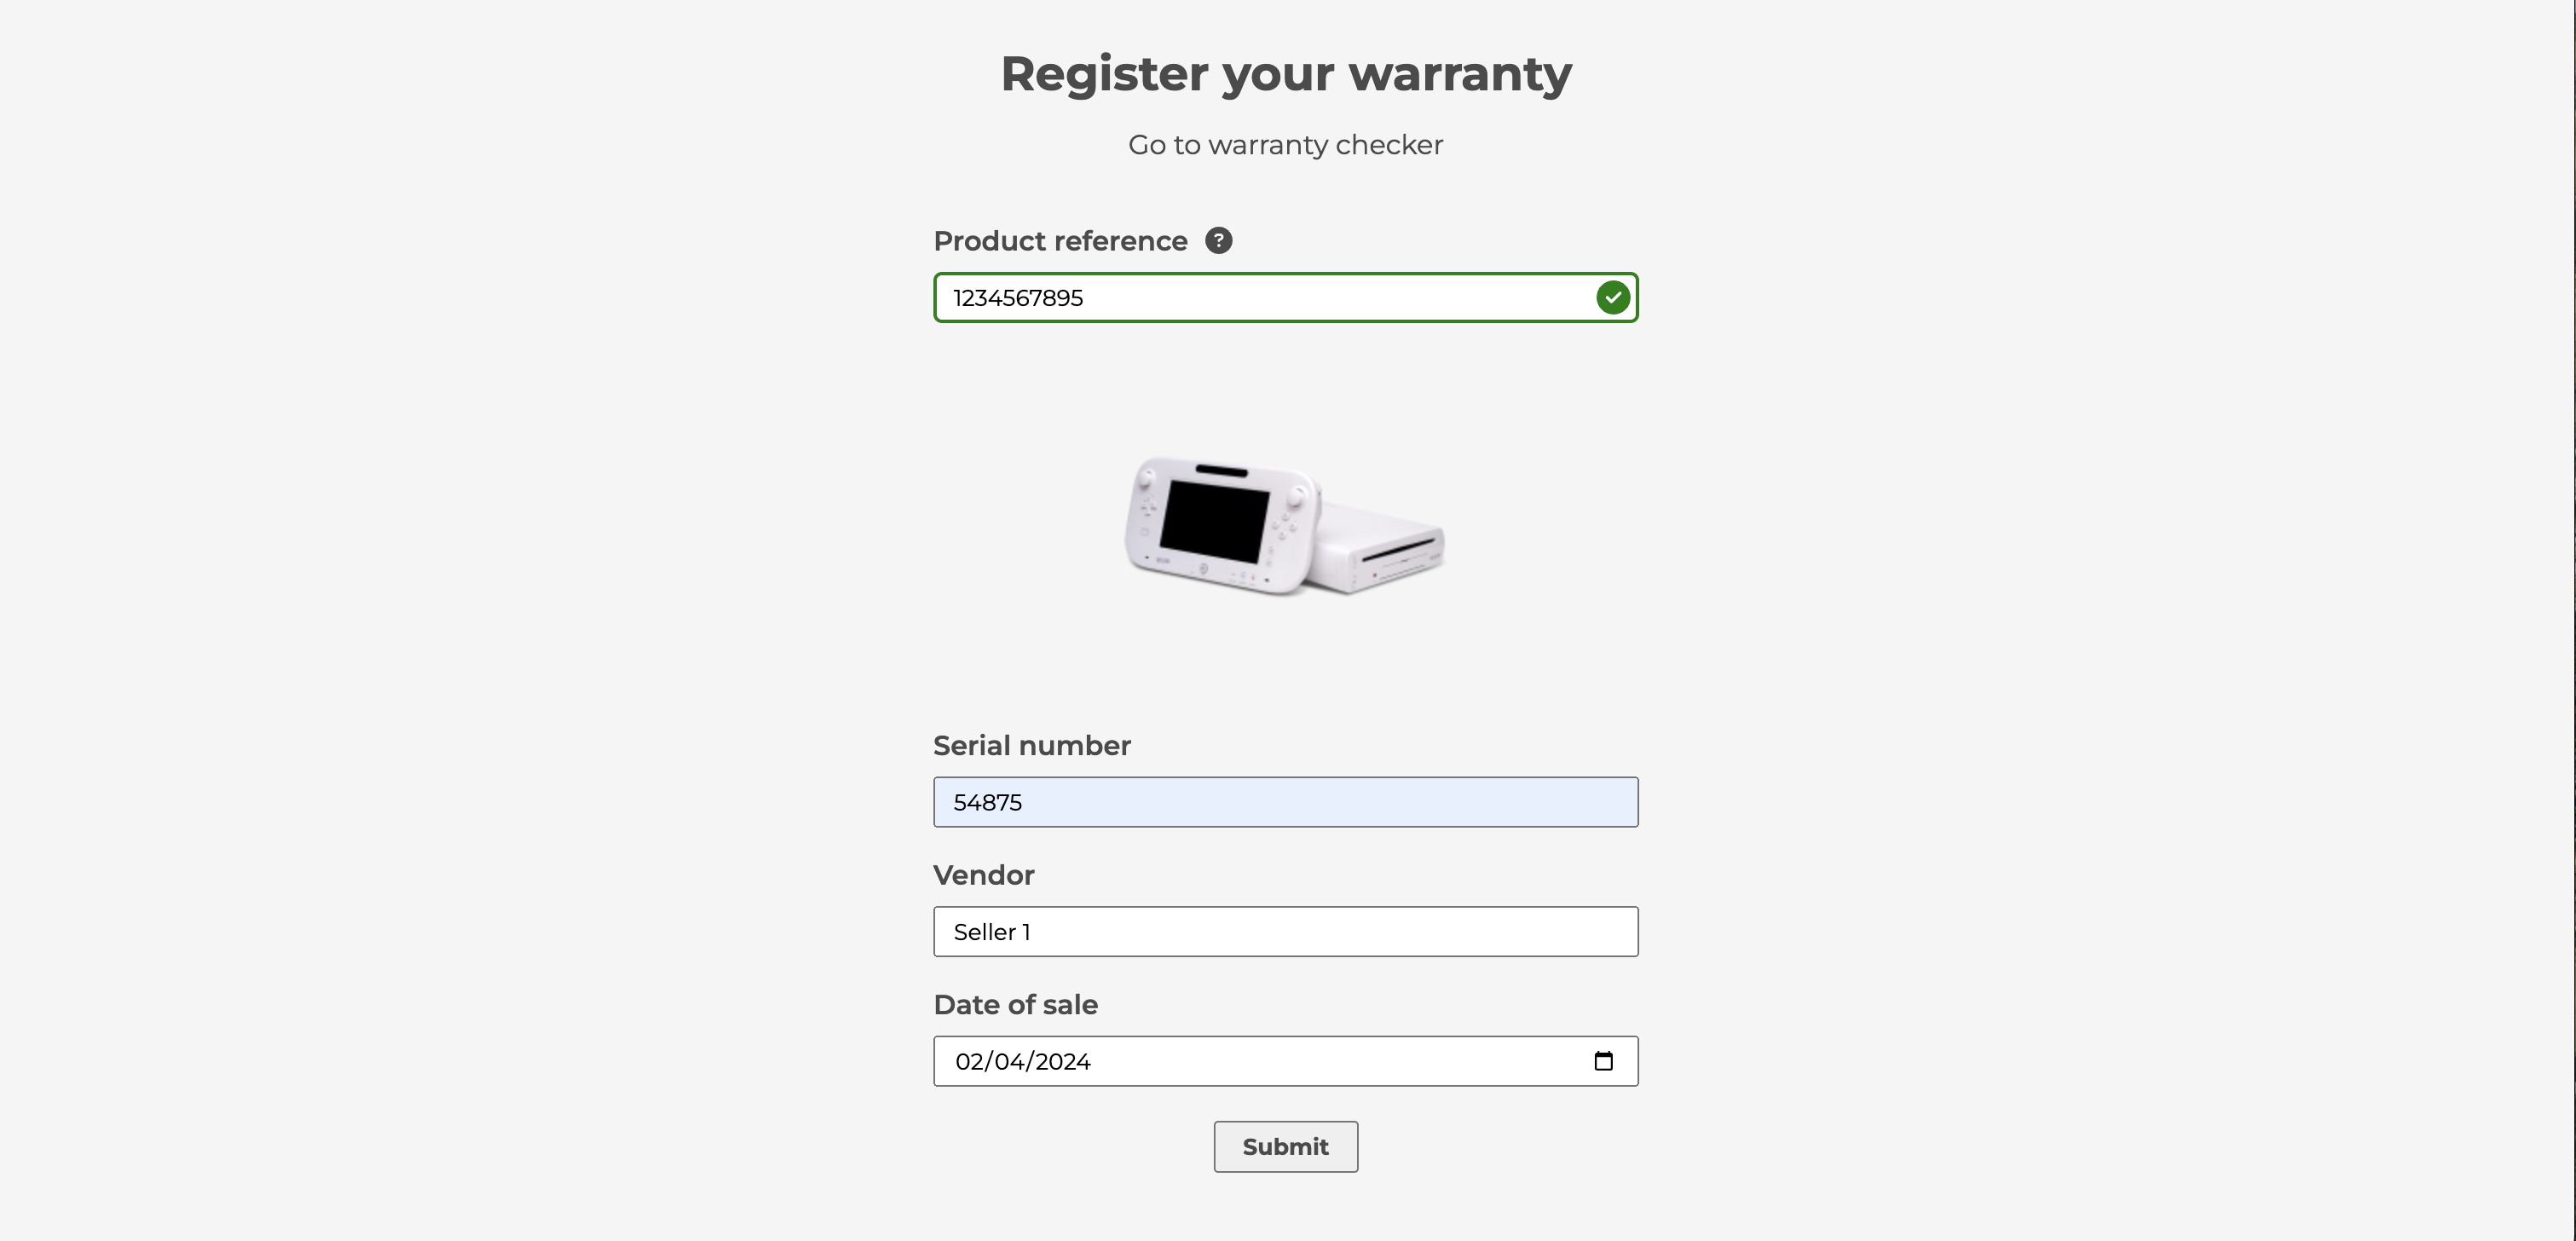 Register your warranty
Go to warranty checker
Product reference ?
1234567895
Serial number
54875
Vendor
Seller 1
Date of sale
02/04/2024
Submit